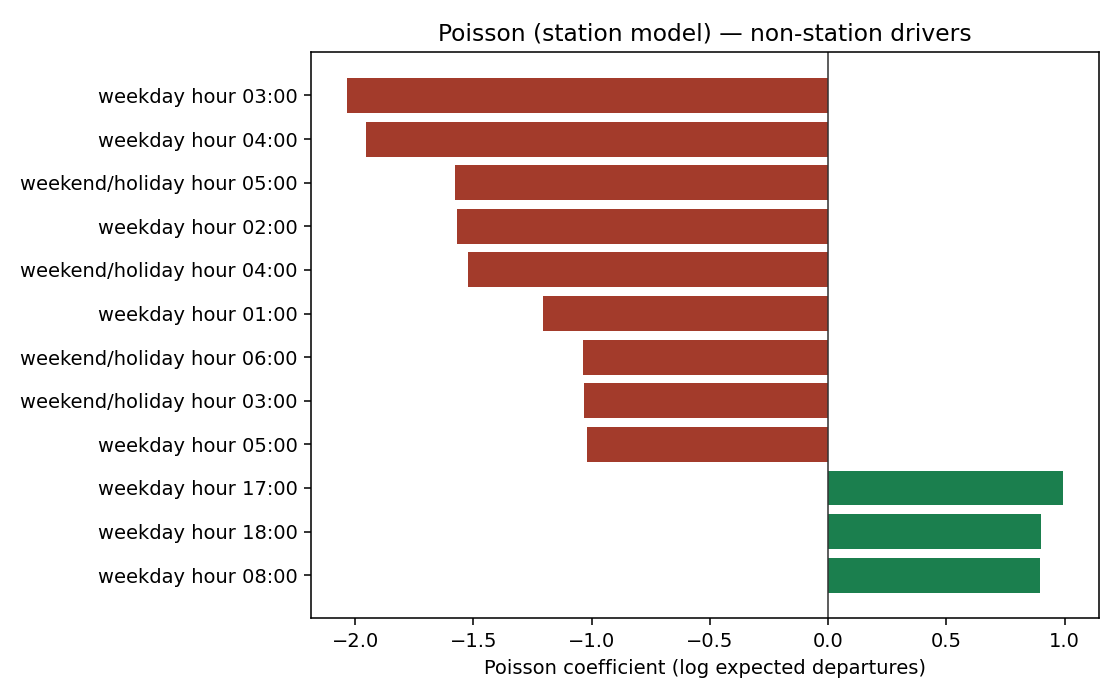 Poisson (station model) — non-station drivers
weekday hour 03:00
weekday hour 04:00
weekend/holiday hour 05:00
weekday hour 02:00
weekend/holiday hour 04:00
weekday hour 01:00
weekend/holiday hour 06:00
weekend/holiday hour 03:00
weekday hour 05:00
weekday hour 17:00
weekday hour 18:00
weekday hour 08:00
−2.0 −1.5 −1.0 −0.5 0.0 0.5 1.0
Poisson coefficient (log expected departures)